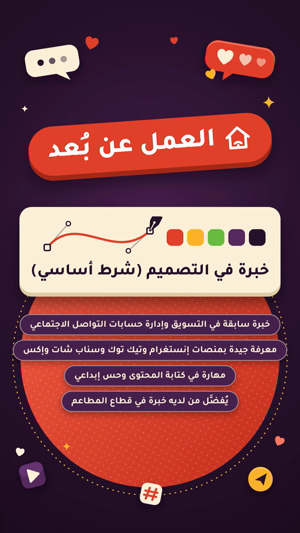 العمل عن بُعد
خبرة في التصميم (شرط أساسي)
خبرة سابقة في التسويق وإدارة حسابات التواصل الاجتماعي
معرفة جيدة بمنصات إنستغرام وتيك توك وسناب شات وإكس
مهارة في كتابة المحتوى وحس إبداعي
يُفضّل من لديه خبرة في قطاع المطاعم
#